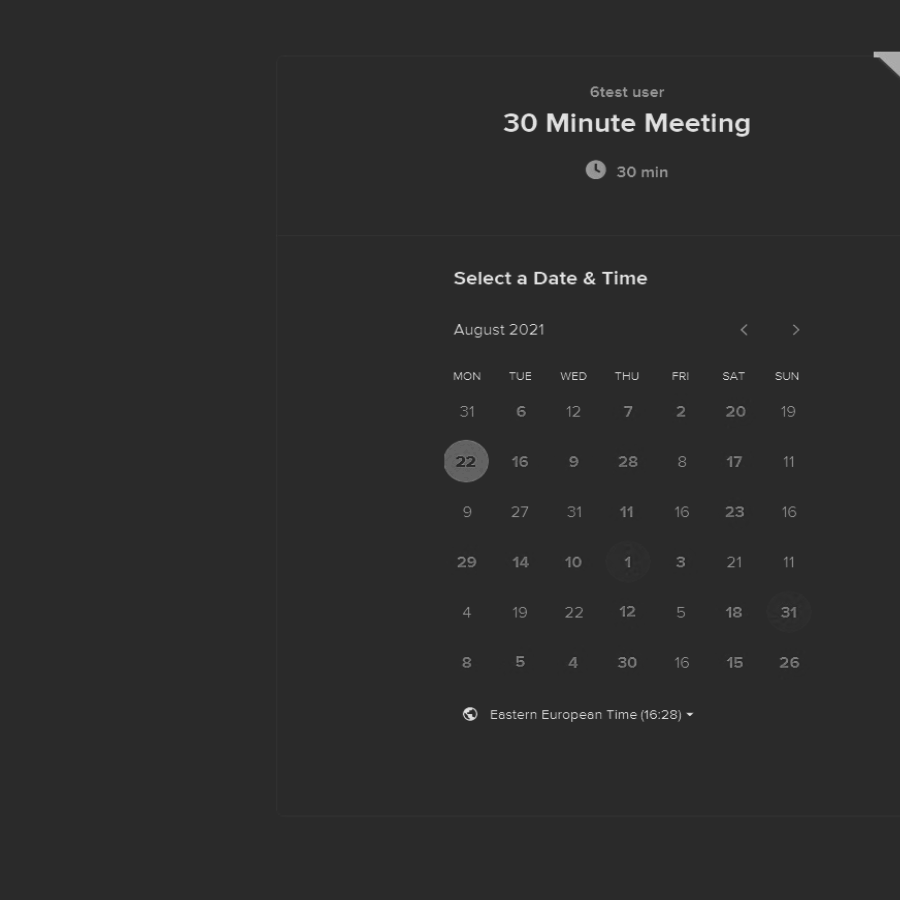 6test user
30 Minute Meeting
30 min
Select a Date & Time
August 2021
MON TUE WED THU FRI SAT SUN
31 6 12 7 2 20 19
22 16 9 28 8 17 11
9 27 31 11 16 23 16
29 14 10 1 3 21 11
4 19 22 12 5 18 31
8 5 4 30 16 15 26
Eastern European Time (16:28)